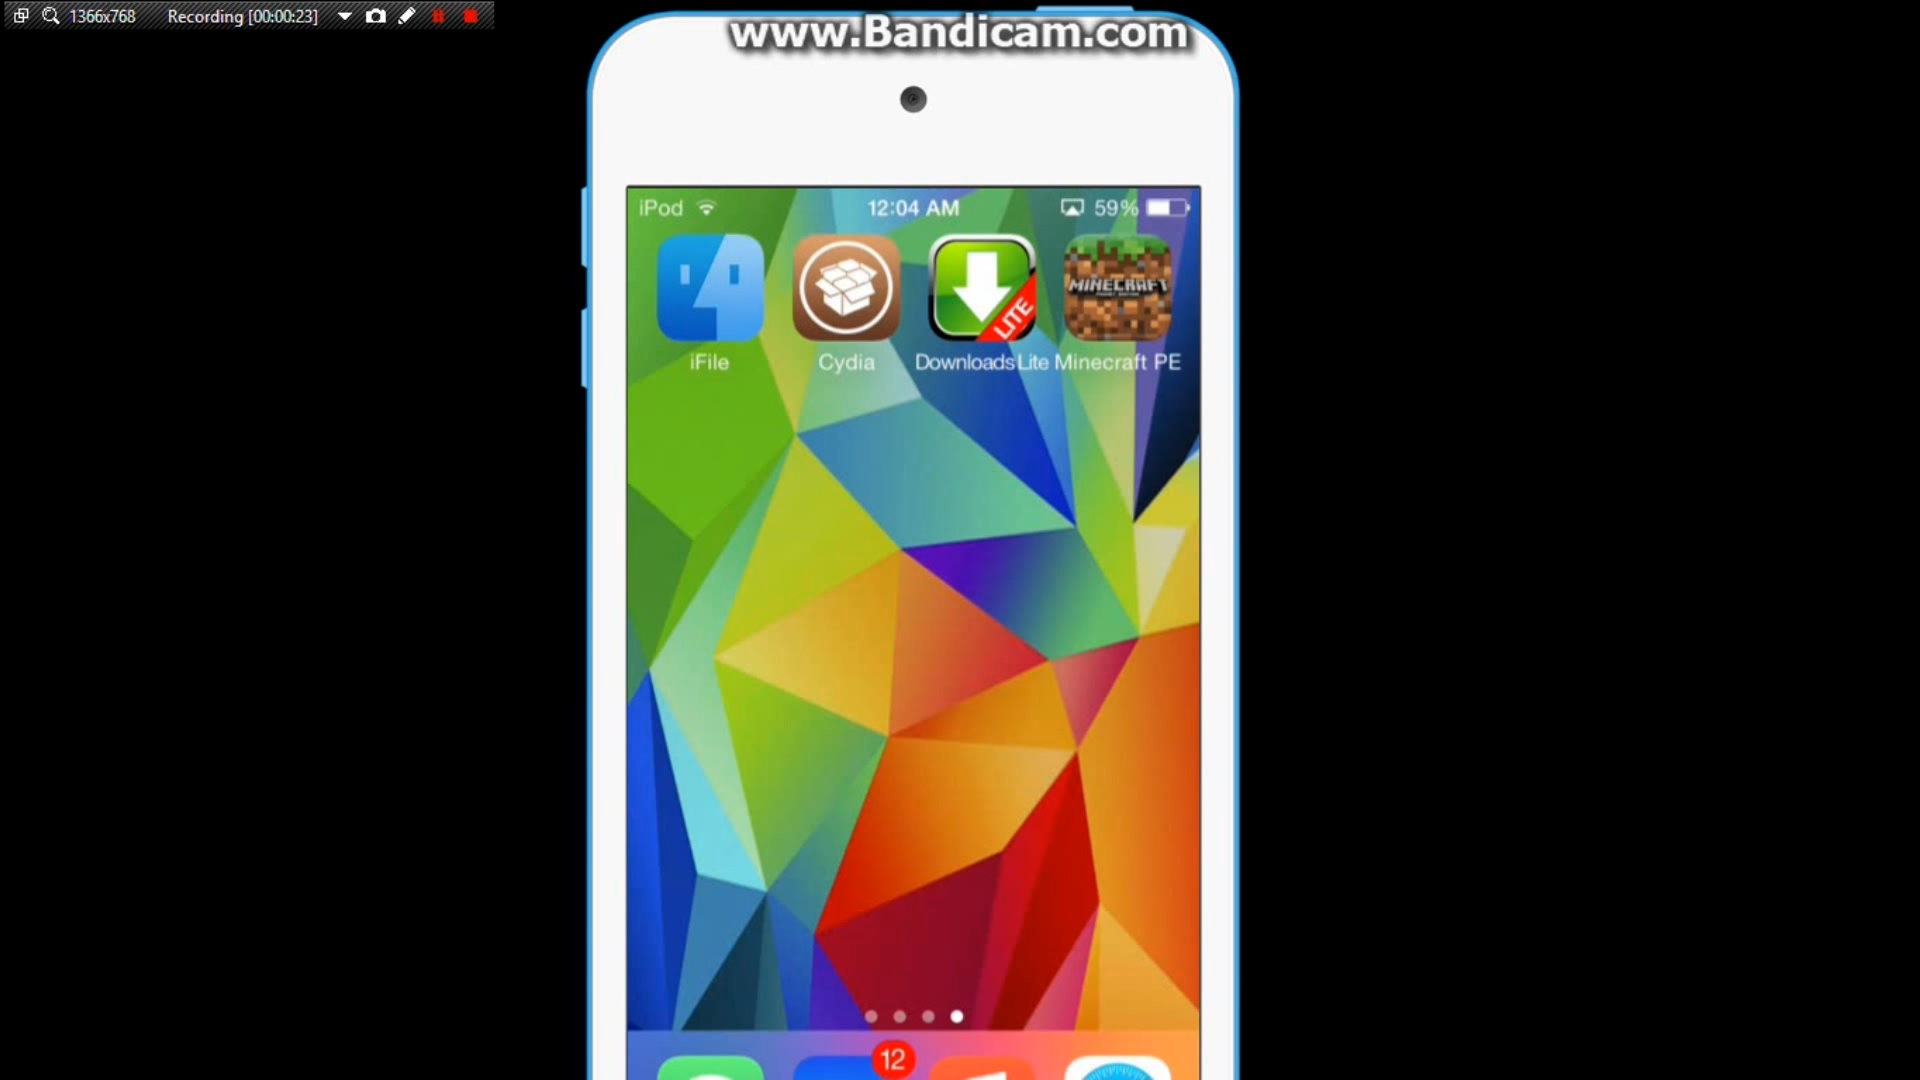 1366x768 Recording [00:00:23]
www.Bandicam.com
iPod 12:04 AM 59%
LITE
MINECRAFT
iFile Cydia Downloads Lite Minecraft PE
12